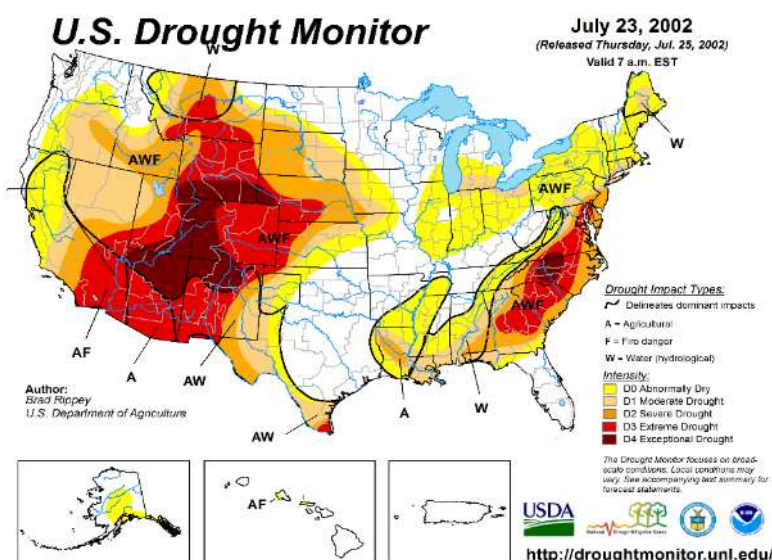 U.S. Drought Monitor
July 23, 2002
(Released Thursday, Jul. 25, 2002)
Valid 7 a.m. EST
W
W
AWF
AWF
AWF
AWF
AF
A
AW
AW
A
W
Drought Impact Types:
Delineates dominant impacts
A = Agricultural
F = Fire danger
W = Water (hydrological)
Intensity:
D0 Abnormally Dry
D1 Moderate Drought
D2 Severe Drought
D3 Extreme Drought
D4 Exceptional Drought
Author:
Brad Rippey
U.S. Department of Agriculture
The Drought Monitor focuses on broad-
scale conditions. Local conditions may
vary. See accompanying text summary for
forecast statements.
AF
USDA
http://droughtmonitor.unl.edu/